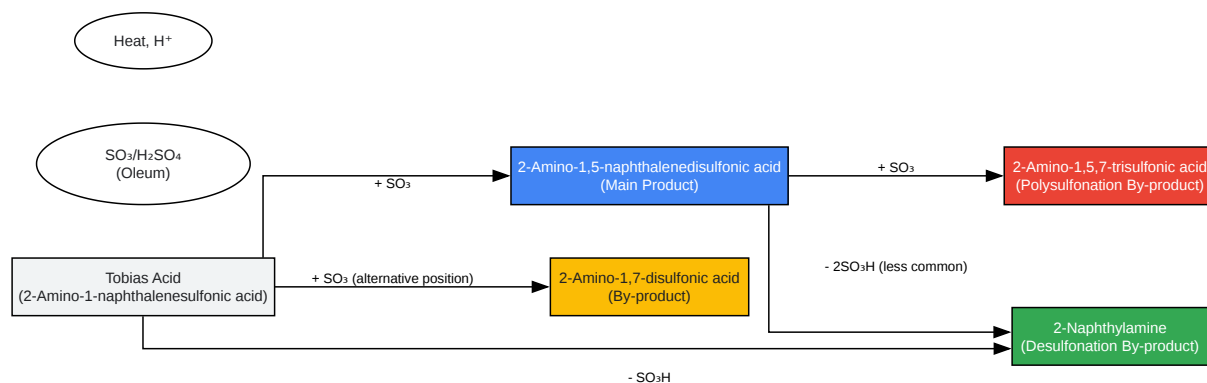 Heat, H⁺
SO₃/H₂SO₄
(Oleum)
+ SO₃
2-Amino-1,5-naphthalenedisulfonic acid
(Main Product)
+ SO₃
2-Amino-1,5,7-trisulfonic acid
(Polysulfonation By-product)
Tobias Acid
(2-Amino-1-naphthalenesulfonic acid)
+ SO₃ (alternative position)
2-Amino-1,7-disulfonic acid
(By-product)
- 2SO₃H (less common)
2-Naphthylamine
(Desulfonation By-product)
- SO₃H